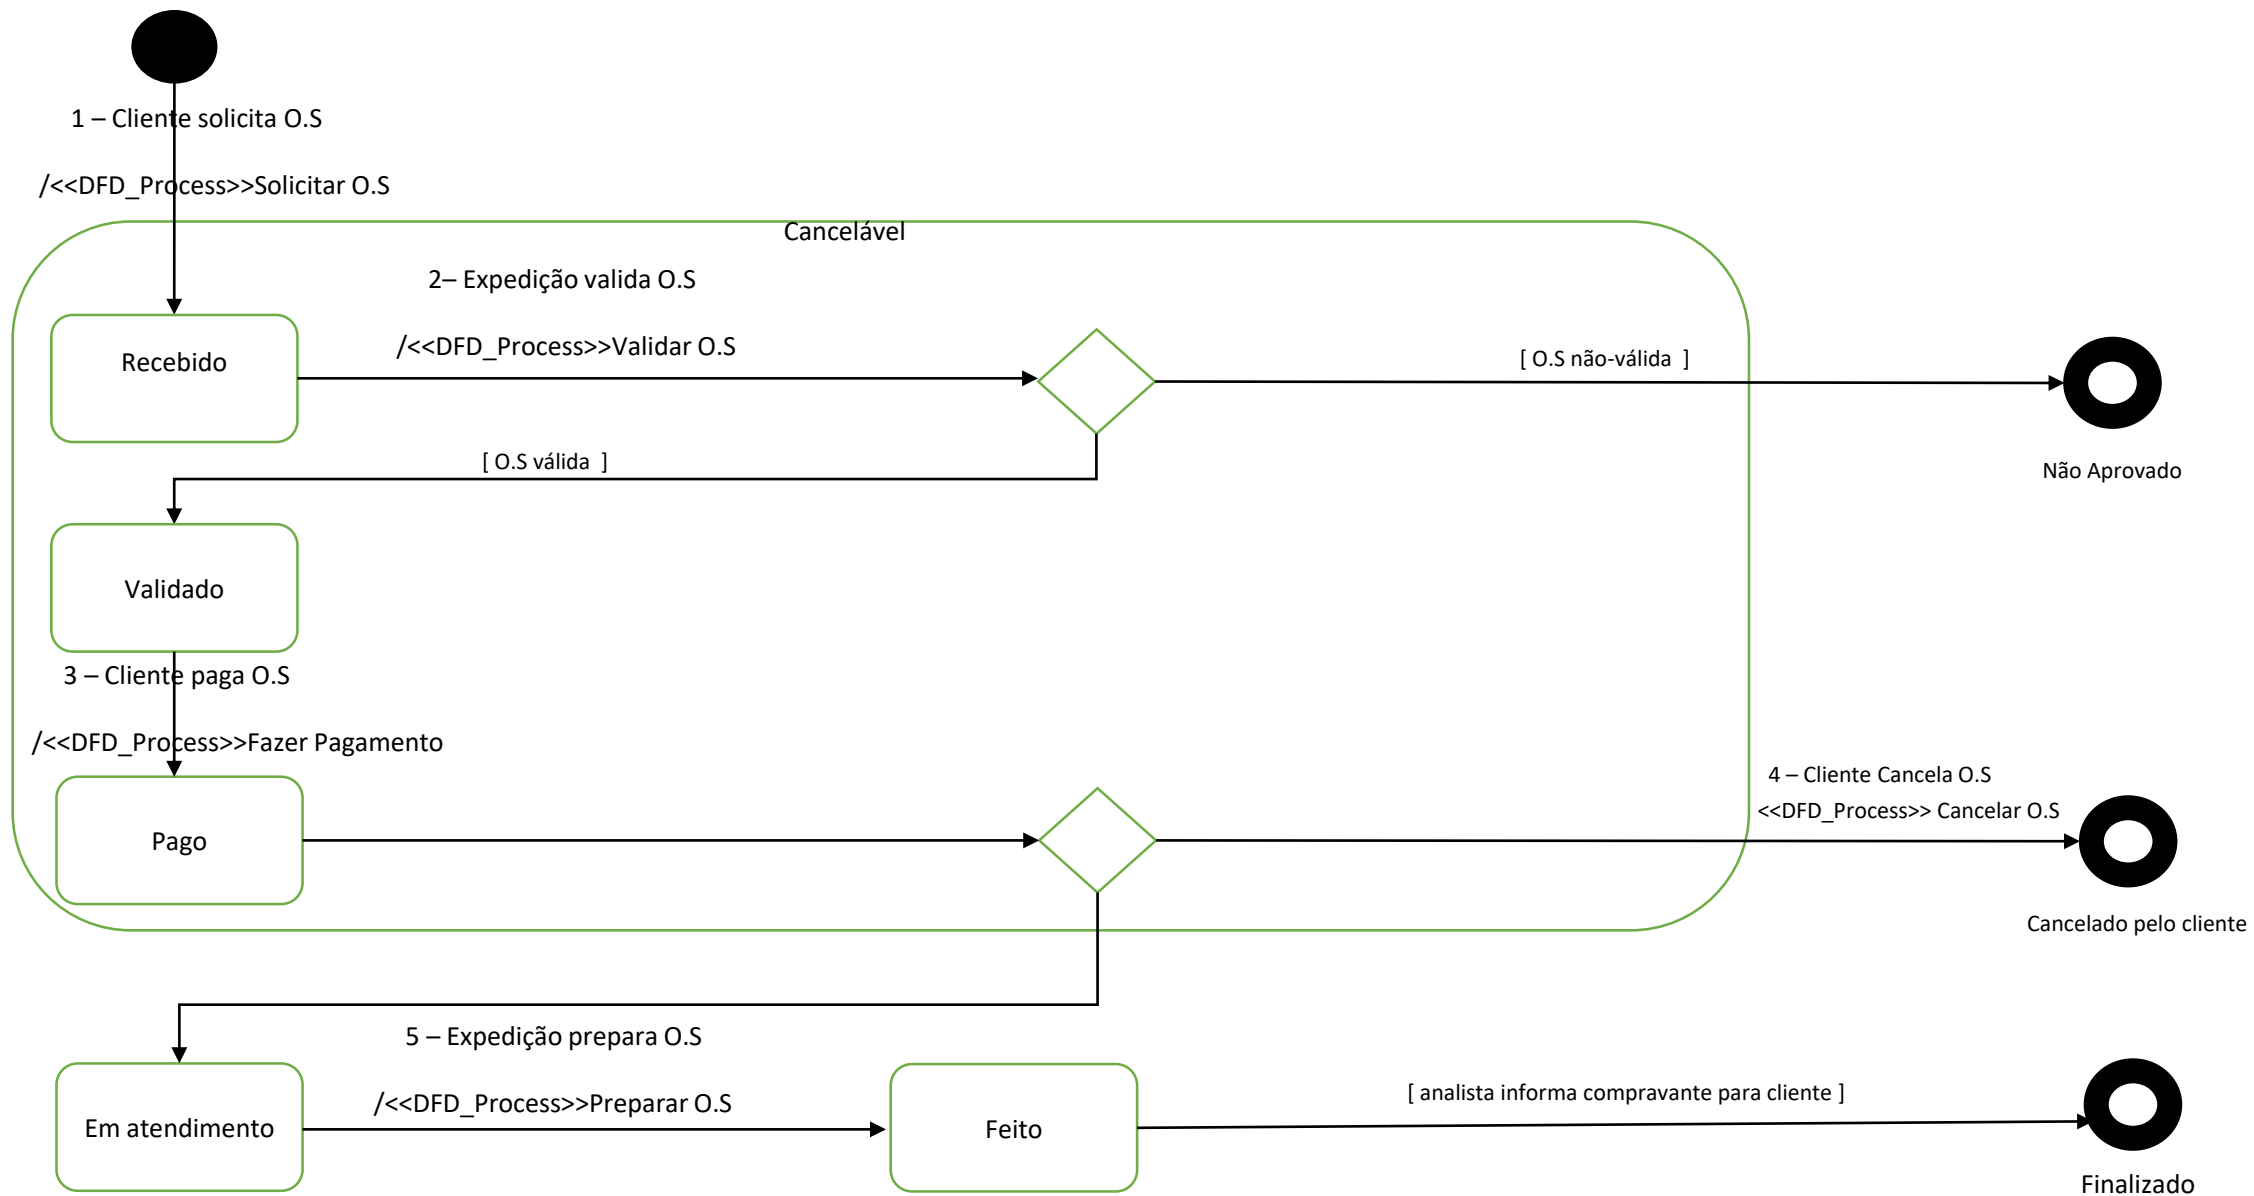 1 – Cliente solicita O.S
/<<DFD_Process>>Solicitar O.S
Cancelável
2– Expedição valida O.S
/<<DFD_Process>>Validar O.S
Recebido
[ O.S não-válida ]
Não Aprovado
[ O.S válida ]
Validado
3 – Cliente paga O.S
/<<DFD_Process>>Fazer Pagamento
Pago
4 – Cliente Cancela O.S
<<DFD_Process>> Cancelar O.S
Cancelado pelo cliente
5 – Expedição prepara O.S
/<<DFD_Process>>Preparar O.S
Em atendimento
Feito
[ analista informa compravante para cliente ]
Finalizado